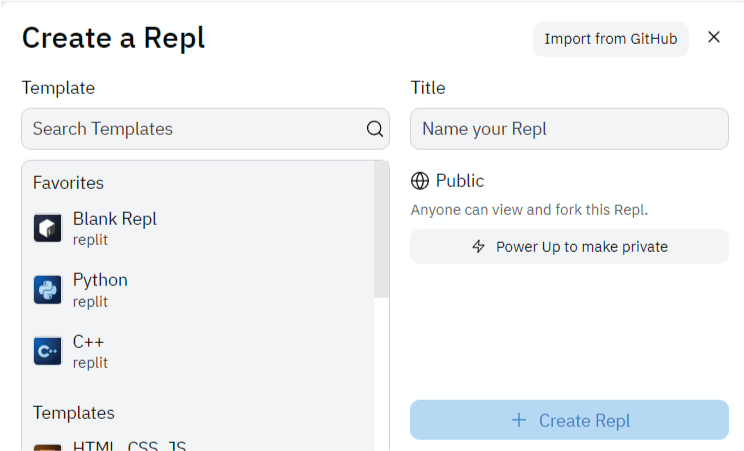 Create a Repl
Import from GitHub
Template
Search Templates
Favorites
Blank Repl
replit
Python
replit
C++
replit
Templates
HTML, CSS, JS
Title
Name your Repl
Public
Anyone can view and fork this Repl.
Power Up to make private
Create Repl